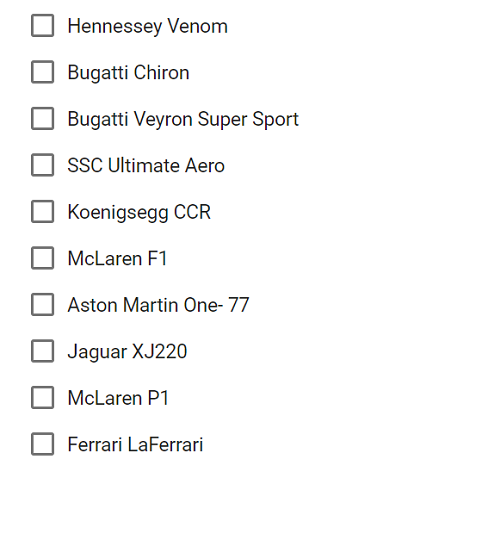 Hennessey Venom
Bugatti Chiron
Bugatti Veyron Super Sport
SSC Ultimate Aero
Koenigsegg CCR
McLaren F1
Aston Martin One- 77
Jaguar XJ220
McLaren P1
Ferrari LaFerrari